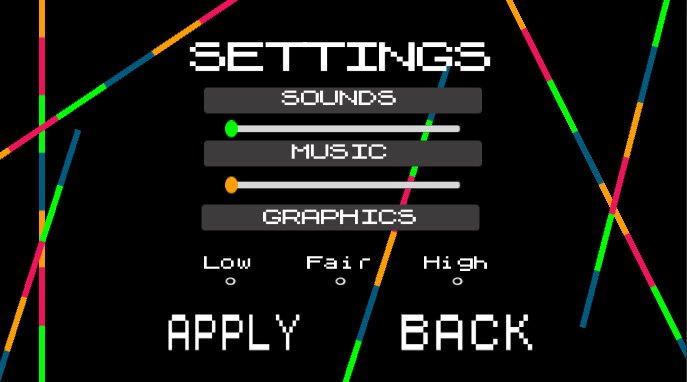 SETTINGS
SOUNDS
MUSIC
GRAPHICS
Low Fair High
APPLY BACK